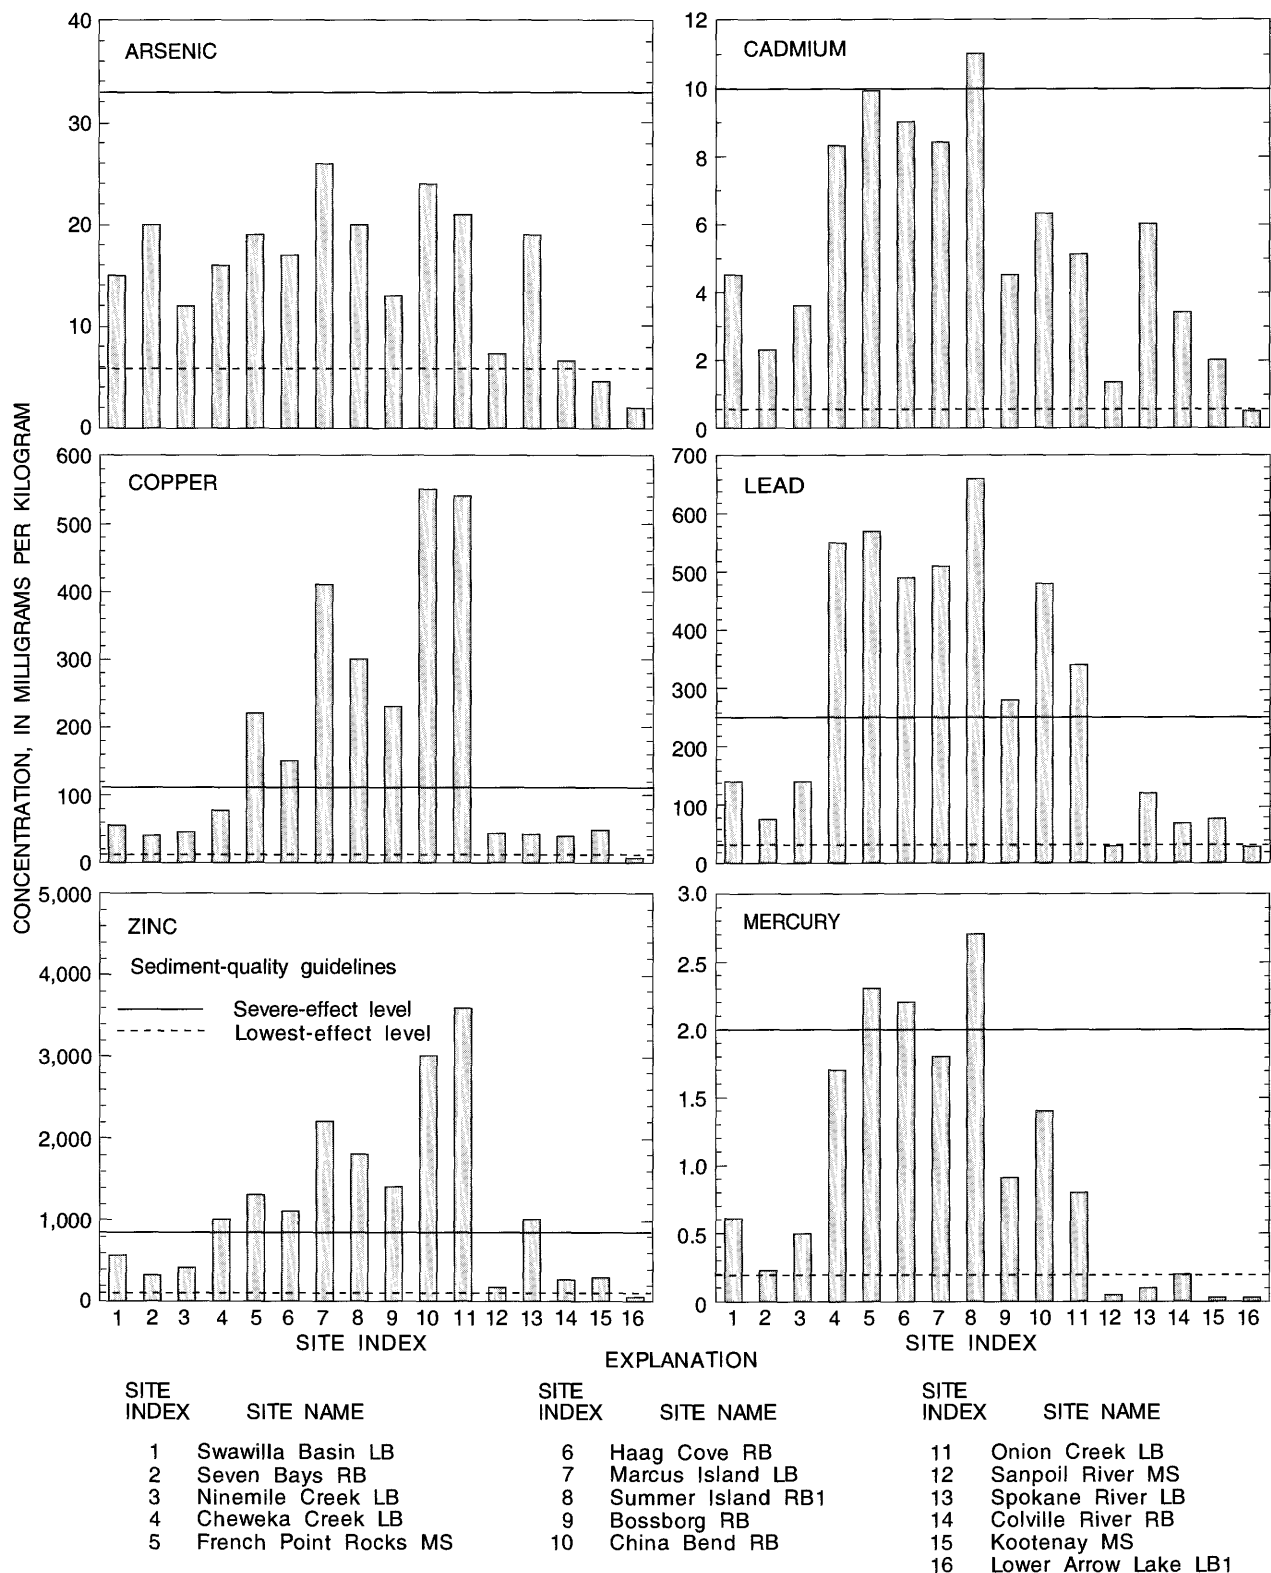 CONCENTRATION, IN MILLIGRAMS PER KILOGRAM
ARSENIC
40
30
20
10
0
CADMIUM
12
10
8
6
4
2
0
COPPER
600
500
400
300
200
100
0
LEAD
700
600
500
400
300
200
100
0
ZINC
Sediment-quality guidelines
Severe-effect level
Lowest-effect level
5,000
4,000
3,000
2,000
1,000
0
1 2 3 4 5 6 7 8 9 10 11 12 13 14 15 16
SITE INDEX
MERCURY
3.0
2.5
2.0
1.5
1.0
0.5
0
1 2 3 4 5 6 7 8 9 10 11 12 13 14 15 16
SITE INDEX
EXPLANATION
SITE
INDEX SITE NAME
1 Swawilla Basin LB
2 Seven Bays RB
3 Ninemile Creek LB
4 Cheweka Creek LB
5 French Point Rocks MS
SITE
INDEX SITE NAME
6 Haag Cove RB
7 Marcus Island LB
8 Summer Island RB1
9 Bossborg RB
10 China Bend RB
SITE
INDEX SITE NAME
11 Onion Creek LB
12 Sanpoil River MS
13 Spokane River LB
14 Colville River RB
15 Kootenay MS
16 Lower Arrow Lake LB1